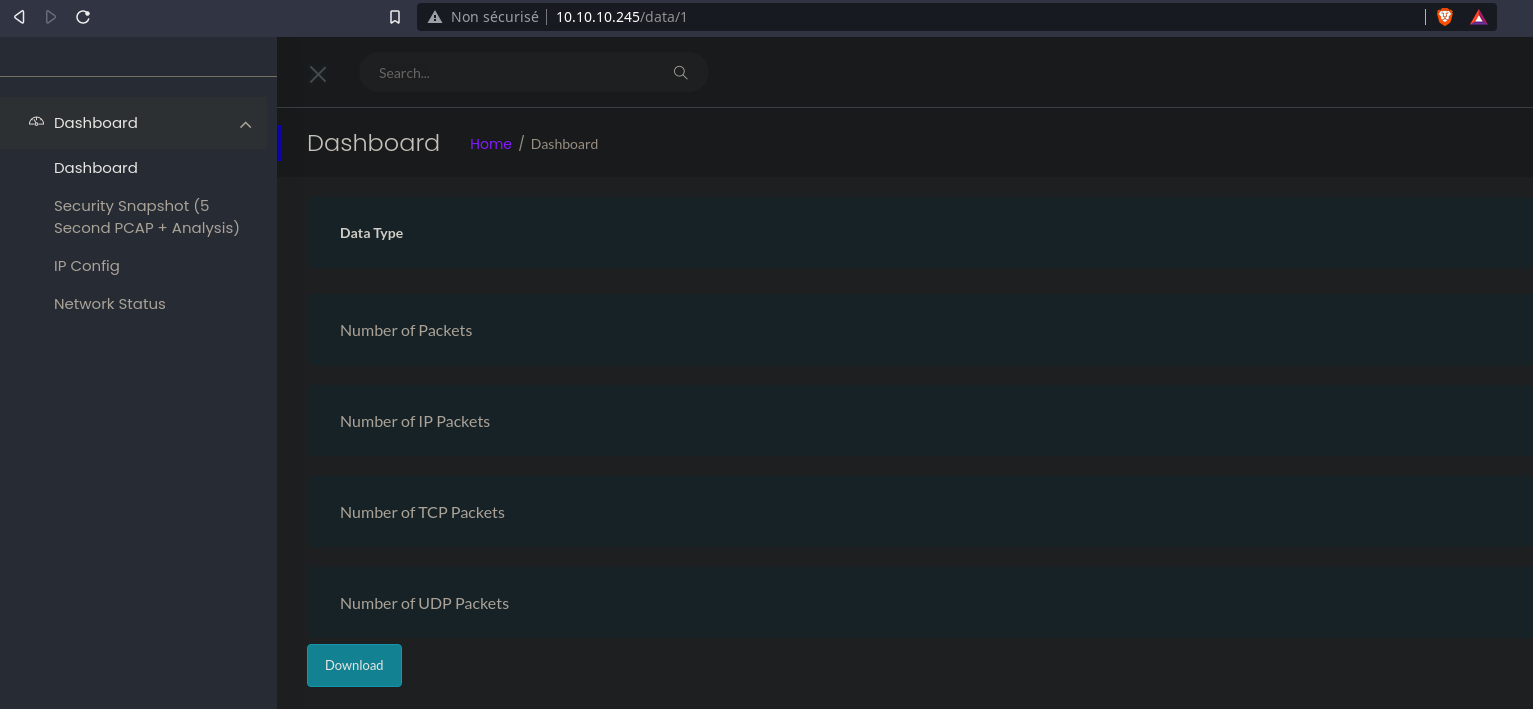 Non sécurisé 10.10.10.245/data/1
Search...
Dashboard
Dashboard
Security Snapshot (5
Second PCAP + Analysis)
IP Config
Network Status
Dashboard Home / Dashboard
Data Type
Number of Packets
Number of IP Packets
Number of TCP Packets
Number of UDP Packets
Download